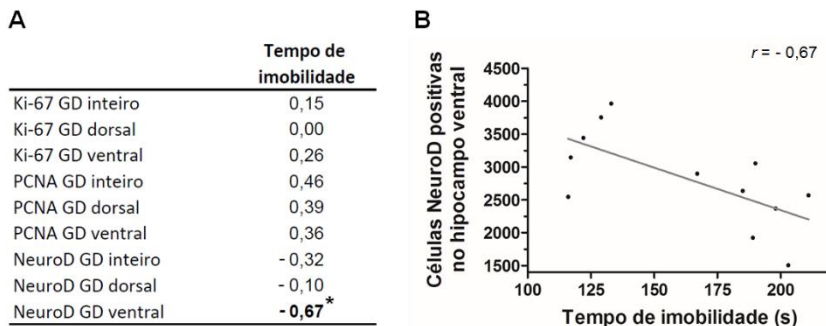 A
Tempo de
imobilidade
Ki-67 GD inteiro 0,15
Ki-67 GD dorsal 0,00
Ki-67 GD ventral 0,26
PCNA GD inteiro 0,46
PCNA GD dorsal 0,39
PCNA GD ventral 0,36
NeuroD GD inteiro - 0,32
NeuroD GD dorsal - 0,10
NeuroD GD ventral - 0,67*
B
r = - 0,67
Células NeuroD positivas
no hipocampo ventral
4500
4000
3500
3000
2500
2000
1500
100 125 150 175 200
Tempo de imobilidade (s)